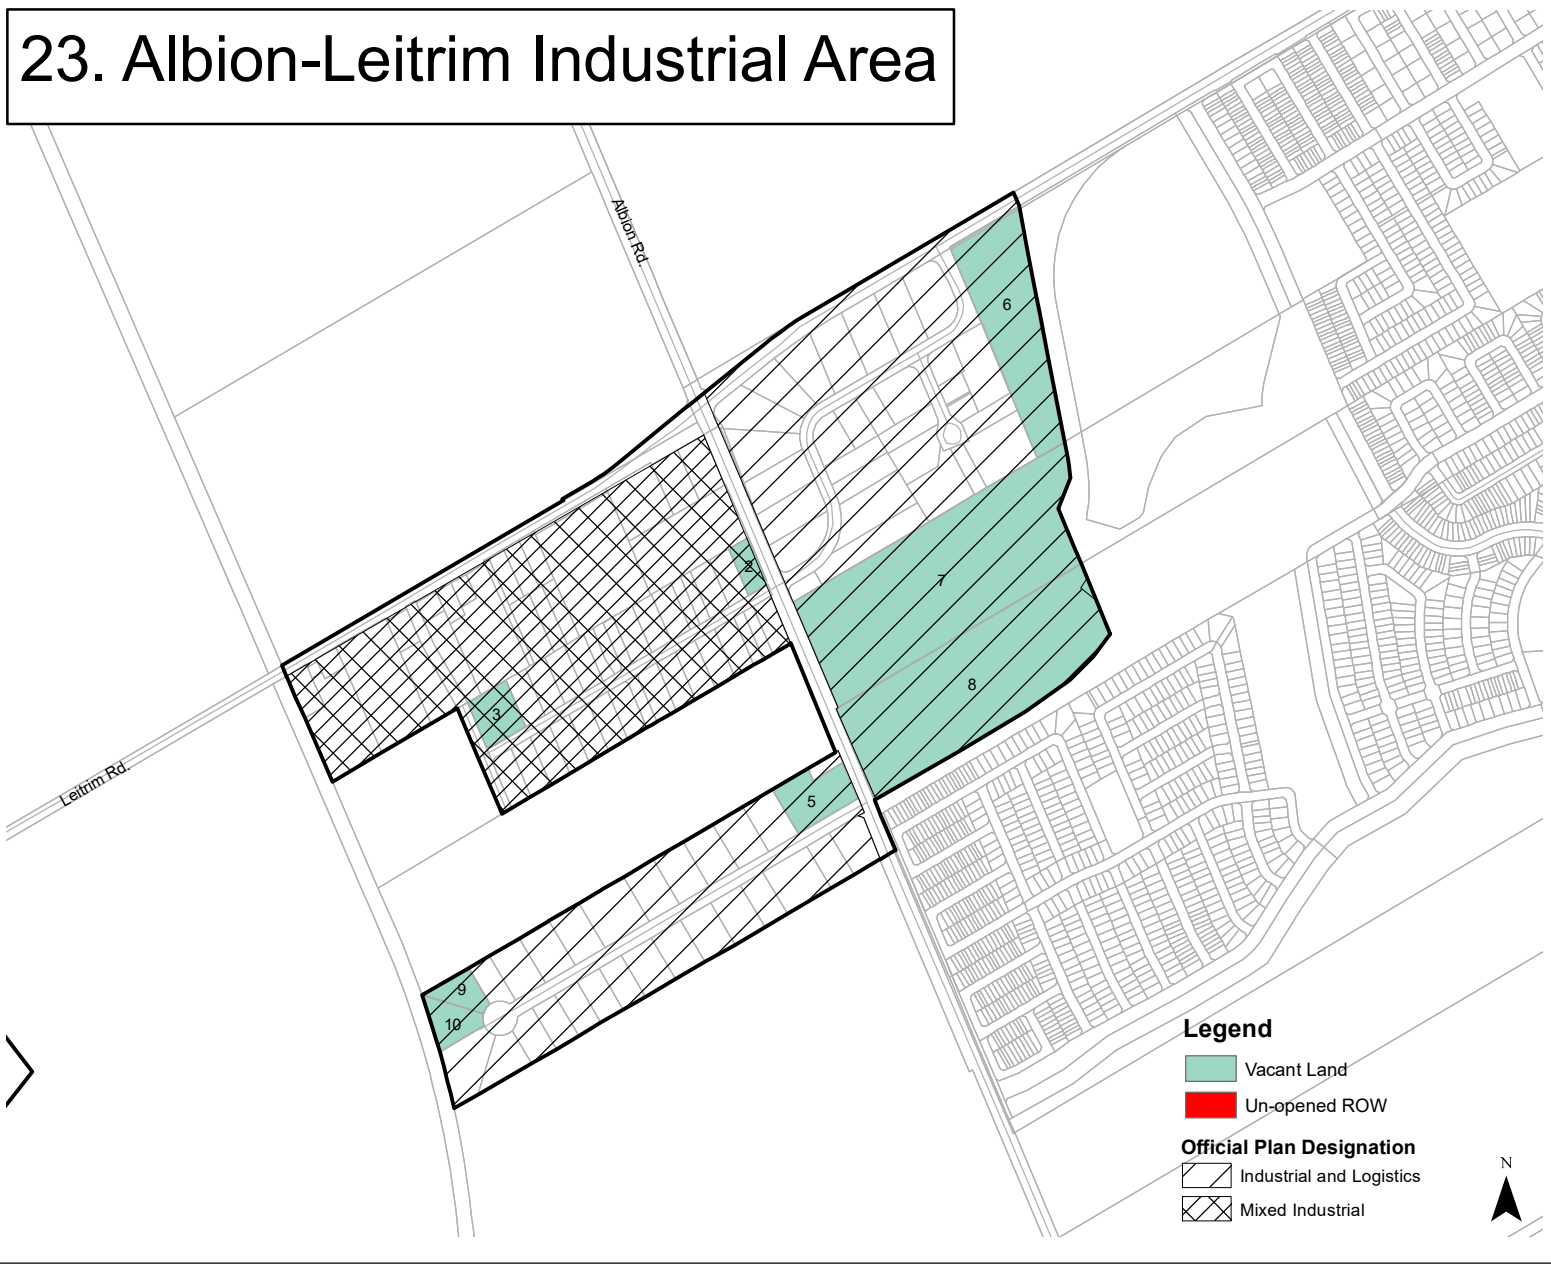 23. Albion-Leitrim Industrial Area
Albion Rd.
6
2
7
3
8
Leitrim Rd.
5
9
10
Legend
Vacant Land
Un-opened ROW
Official Plan Designation
Industrial and Logistics
Mixed Industrial
N